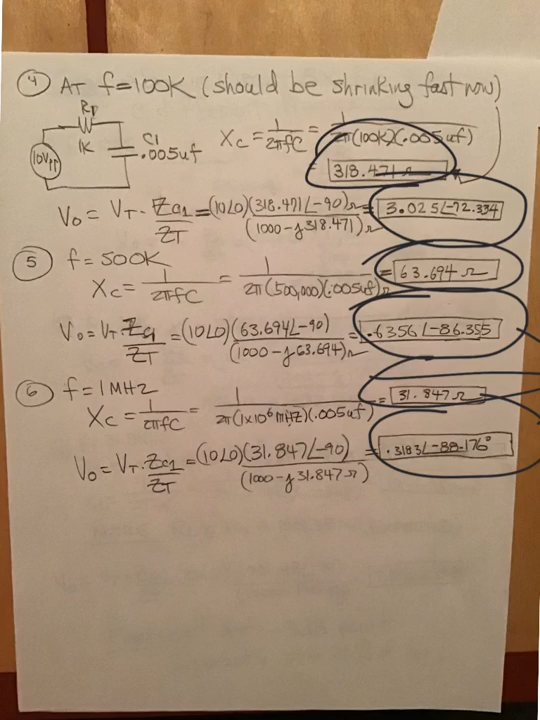 ④ AT f=100K (should be shrinking fast now)
R1
1K
10Vpp
C1
.005uf
Xc = 1/2πfC = 1/2π(100K)(.005uf)
= 318.471Ω
Vo = VT · Zc1/ZT = (10∠0)(318.471∠-90)Ω/(1000-j318.471)Ω = 3.025∠-72.334
⑤ f=500K
Xc = 1/2πfC = 1/2π(500,000)(.005uf)Ω = 63.694Ω
Vo = VT · Zc1/ZT = (10∠0)(63.694∠-90)/(1000-j63.694)Ω = .6356∠-86.355
⑥ f=1MHz
Xc = 1/2πfC = 1/2π(1x10⁶MHz)(.005uf) = 31.847Ω
Vo = VT · Zc1/ZT = (10∠0)(31.847∠-90)/(1000-j31.847Ω) = .3183∠-88.176°